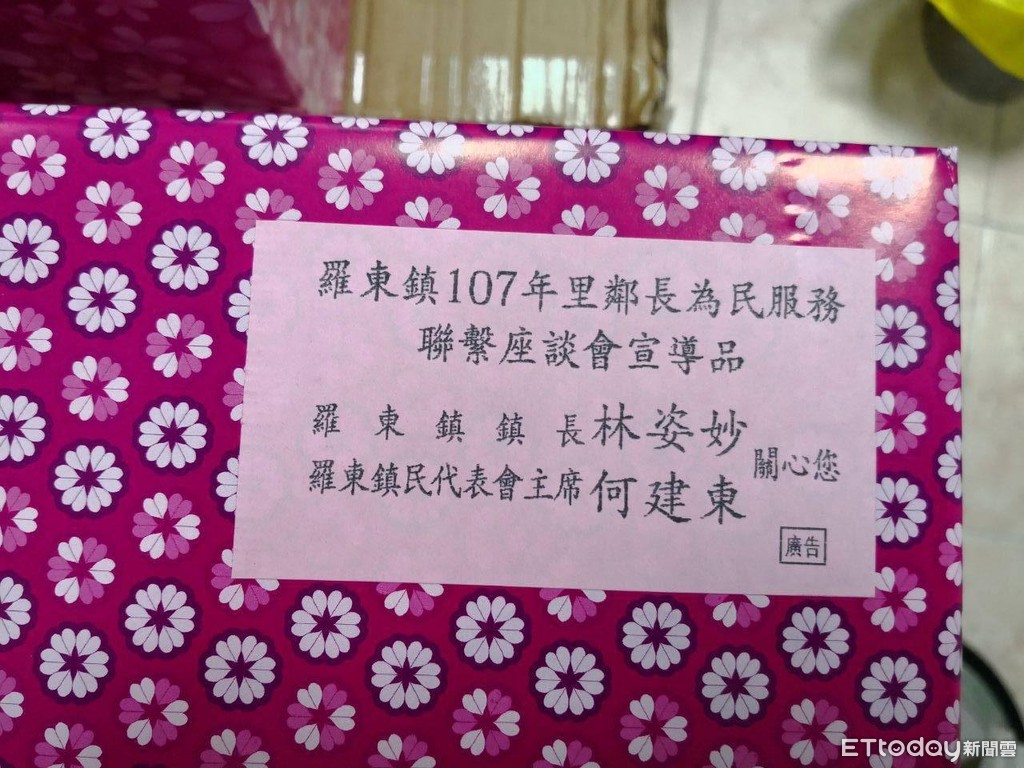 羅東鎮107年里鄰長為民服務
聯繫座談會宣導品
羅東鎮鎮長林姿妙
羅東鎮民代表會主席何建東
關心您
廣告
ETtoday新聞雲